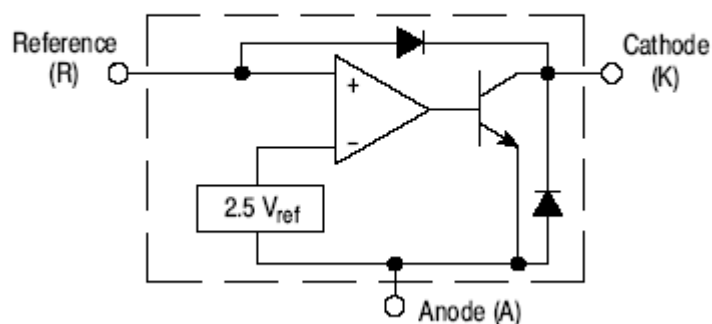 Reference
(R)
Cathode
(K)
+
−
2.5 Vref
Anode (A)